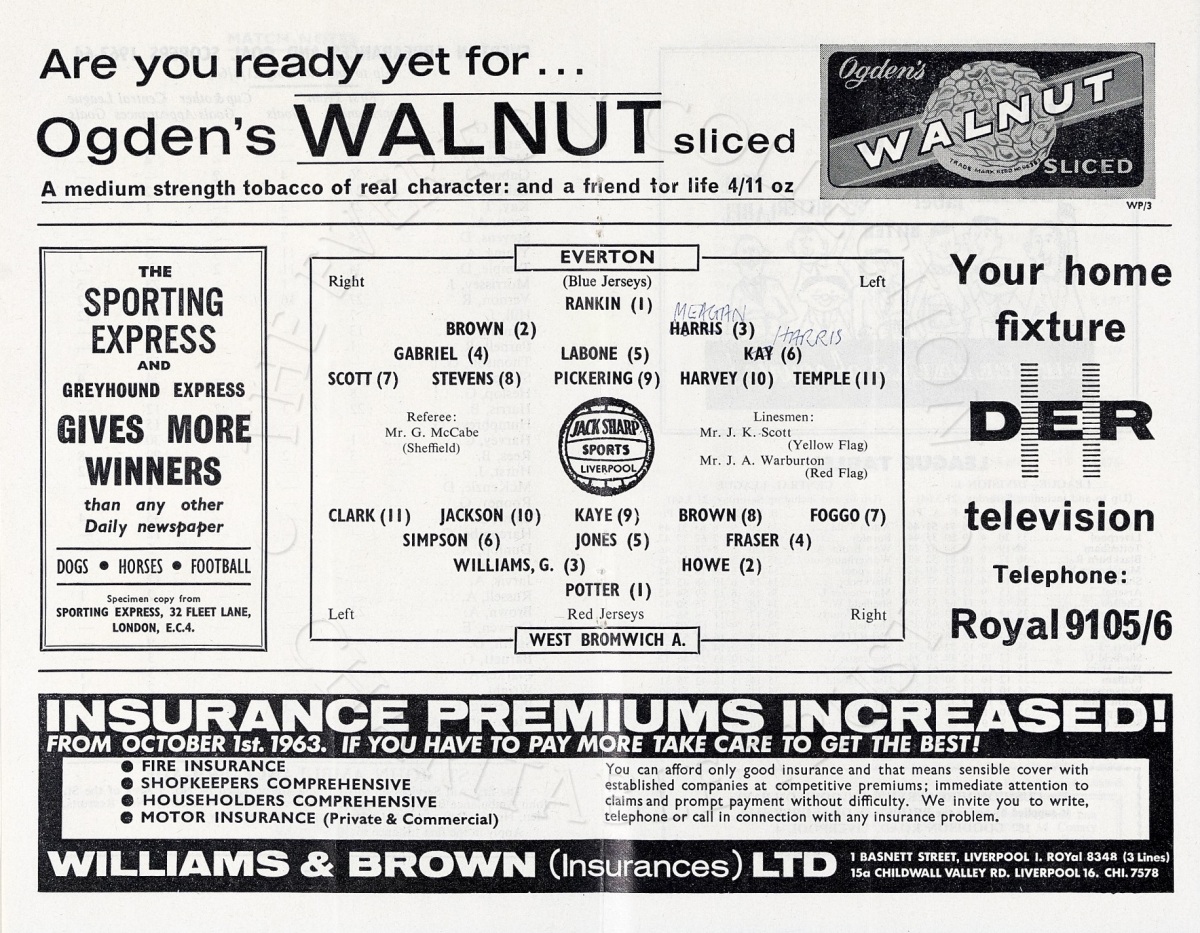 Are you ready yet for...
Ogden's WALNUT sliced
A medium strength tobacco of real character: and a friend for life 4/11 oz
Ogden's
WALNUT
SLICED
WP/3
THE
SPORTING
EXPRESS
AND
GREYHOUND EXPRESS
GIVES MORE
WINNERS
than any other
Daily newspaper
DOGS • HORSES • FOOTBALL
Specimen copy from
SPORTING EXPRESS, 32 FLEET LANE,
LONDON, E.C.4.
EVERTON
Right (Blue Jerseys) Left
RANKIN (1)
MEAGAN
BROWN (2) HARRIS (3)
HARRIS
GABRIEL (4) LABONE (5) KAY (6)
SCOTT (7) STEVENS (8) PICKERING (9) HARVEY (10) TEMPLE (11)
Referee:
Mr. G. McCabe
(Sheffield)
JACK SHARP
SPORTS
LIVERPOOL
Linesmen:
Mr. J. K. Scott
(Yellow Flag)
Mr. J. A. Warburton
(Red Flag)
CLARK (11) JACKSON (10) KAYE (9) BROWN (8) FOGGO (7)
SIMPSON (6) JONES (5) FRASER (4)
WILLIAMS, G. (3) HOWE (2)
POTTER (1)
Left Red Jerseys Right
WEST BROMWICH A.
Your home
fixture
DER
television
Telephone:
Royal 9105/6
INSURANCE PREMIUMS INCREASED!
FROM OCTOBER 1st. 1963. IF YOU HAVE TO PAY MORE TAKE CARE TO GET THE BEST!
● FIRE INSURANCE
● SHOPKEEPERS COMPREHENSIVE
● HOUSEHOLDERS COMPREHENSIVE
● MOTOR INSURANCE (Private & Commercial)
You can afford only good insurance and that means sensible cover with
established companies at competitive premiums; immediate attention to
claims and prompt payment without difficulty. We invite you to write,
telephone or call in connection with any insurance problem.
WILLIAMS & BROWN (Insurances) LTD
1 BASNETT STREET, LIVERPOOL 1. ROYal 8348 (3 Lines)
15a CHILDWALL VALLEY RD. LIVERPOOL 16. CHI. 7578